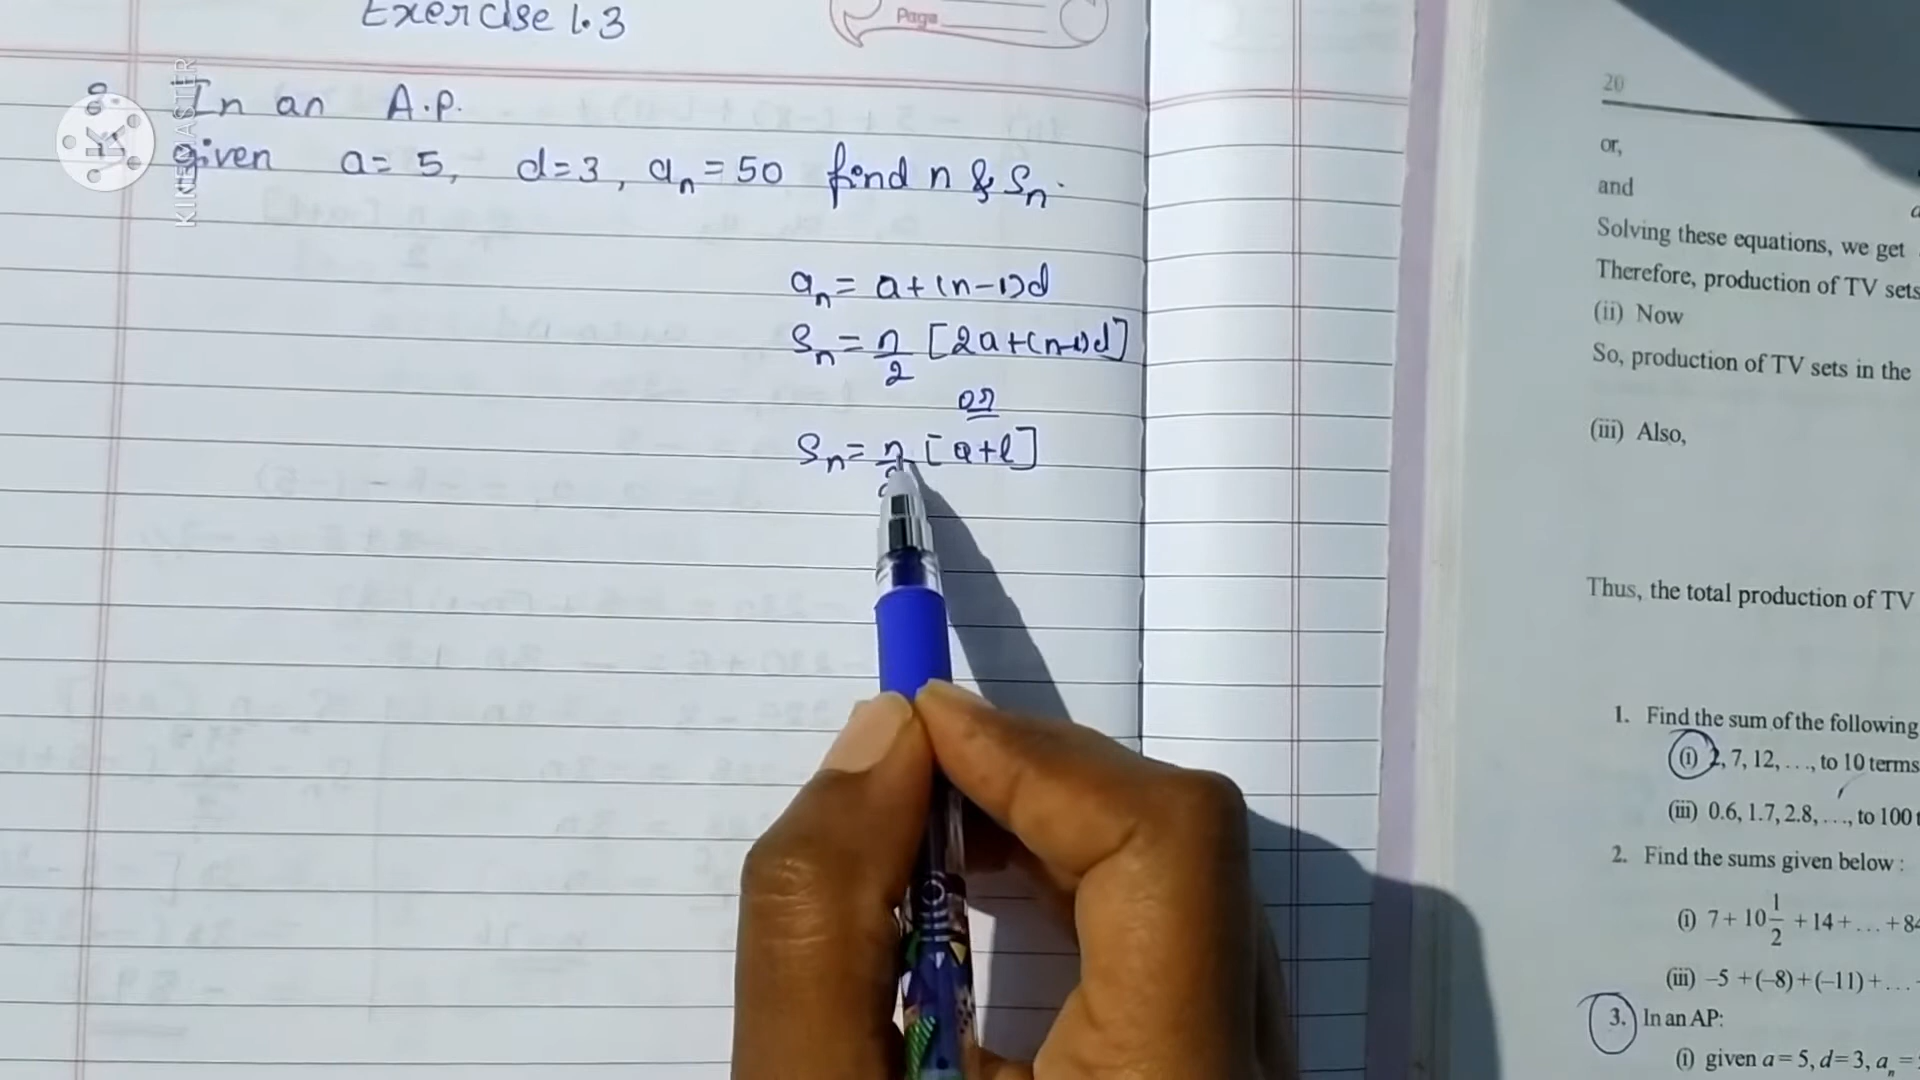 Exercise 1.3
Page
In an A.P.
given a = 5, d = 3, aₙ = 50 find n & Sₙ.
aₙ = a + (n-1)d
Sₙ = n/2 [2a + (n-1)d]
or
Sₙ = n/ [a + l]
KINEMASTER
20
or,
and
Solving these equations, we get
Therefore, production of TV sets
(ii) Now
So, production of TV sets in the
(iii) Also,
Thus, the total production of TV
1. Find the sum of the following
(i) 2, 7, 12, . . ., to 10 terms
(iii) 0.6, 1.7, 2.8, . . ., to 100 t
2. Find the sums given below :
(i) 7 + 10 1/2 + 14 + . . . + 84
(iii) –5 + (–8) + (–11) + . . .
3. In an AP:
(i) given a = 5, d = 3, aₙ =